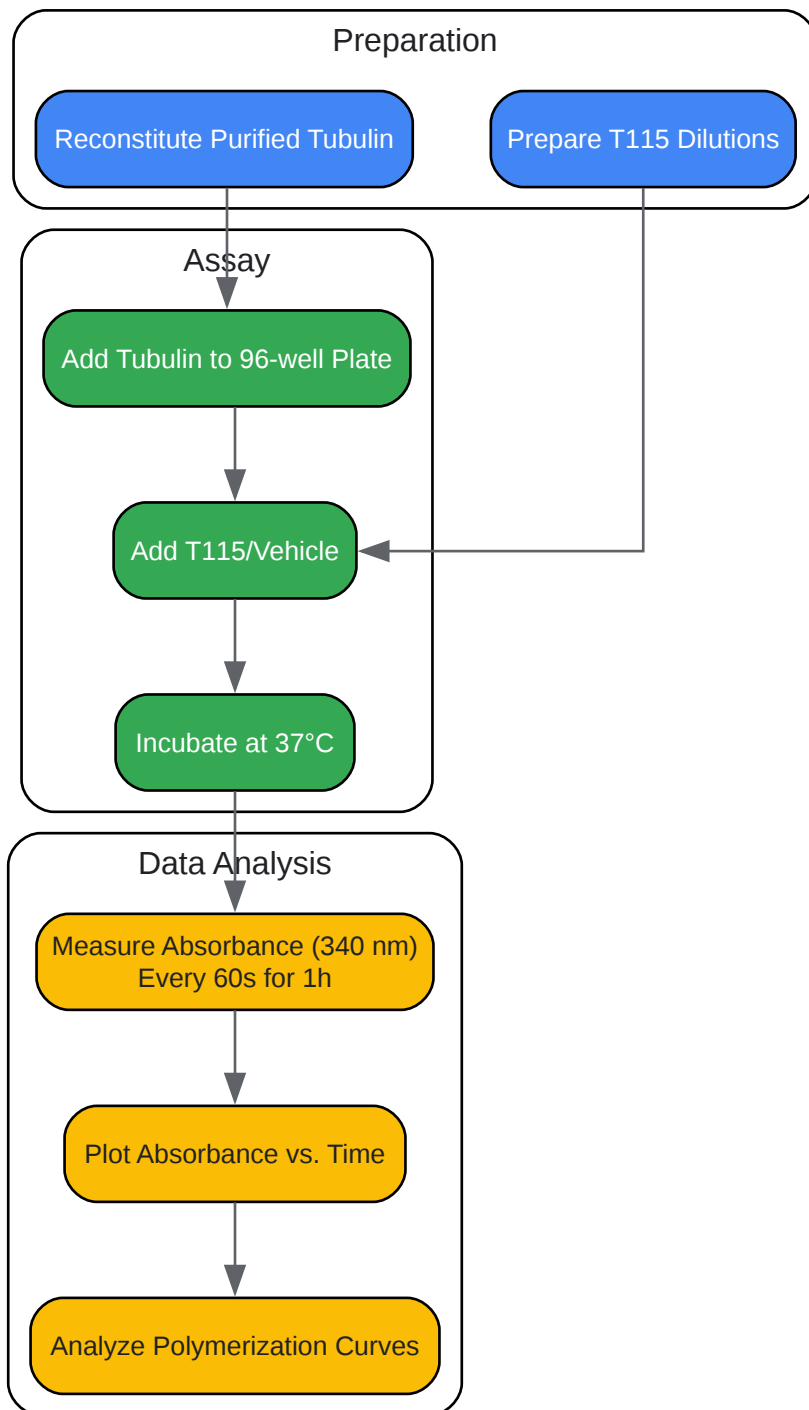 Preparation
Reconstitute Purified Tubulin
Prepare T115 Dilutions
Assay
Add Tubulin to 96-well Plate
Add T115/Vehicle
Incubate at 37°C
Data Analysis
Measure Absorbance (340 nm)
Every 60s for 1h
Plot Absorbance vs. Time
Analyze Polymerization Curves